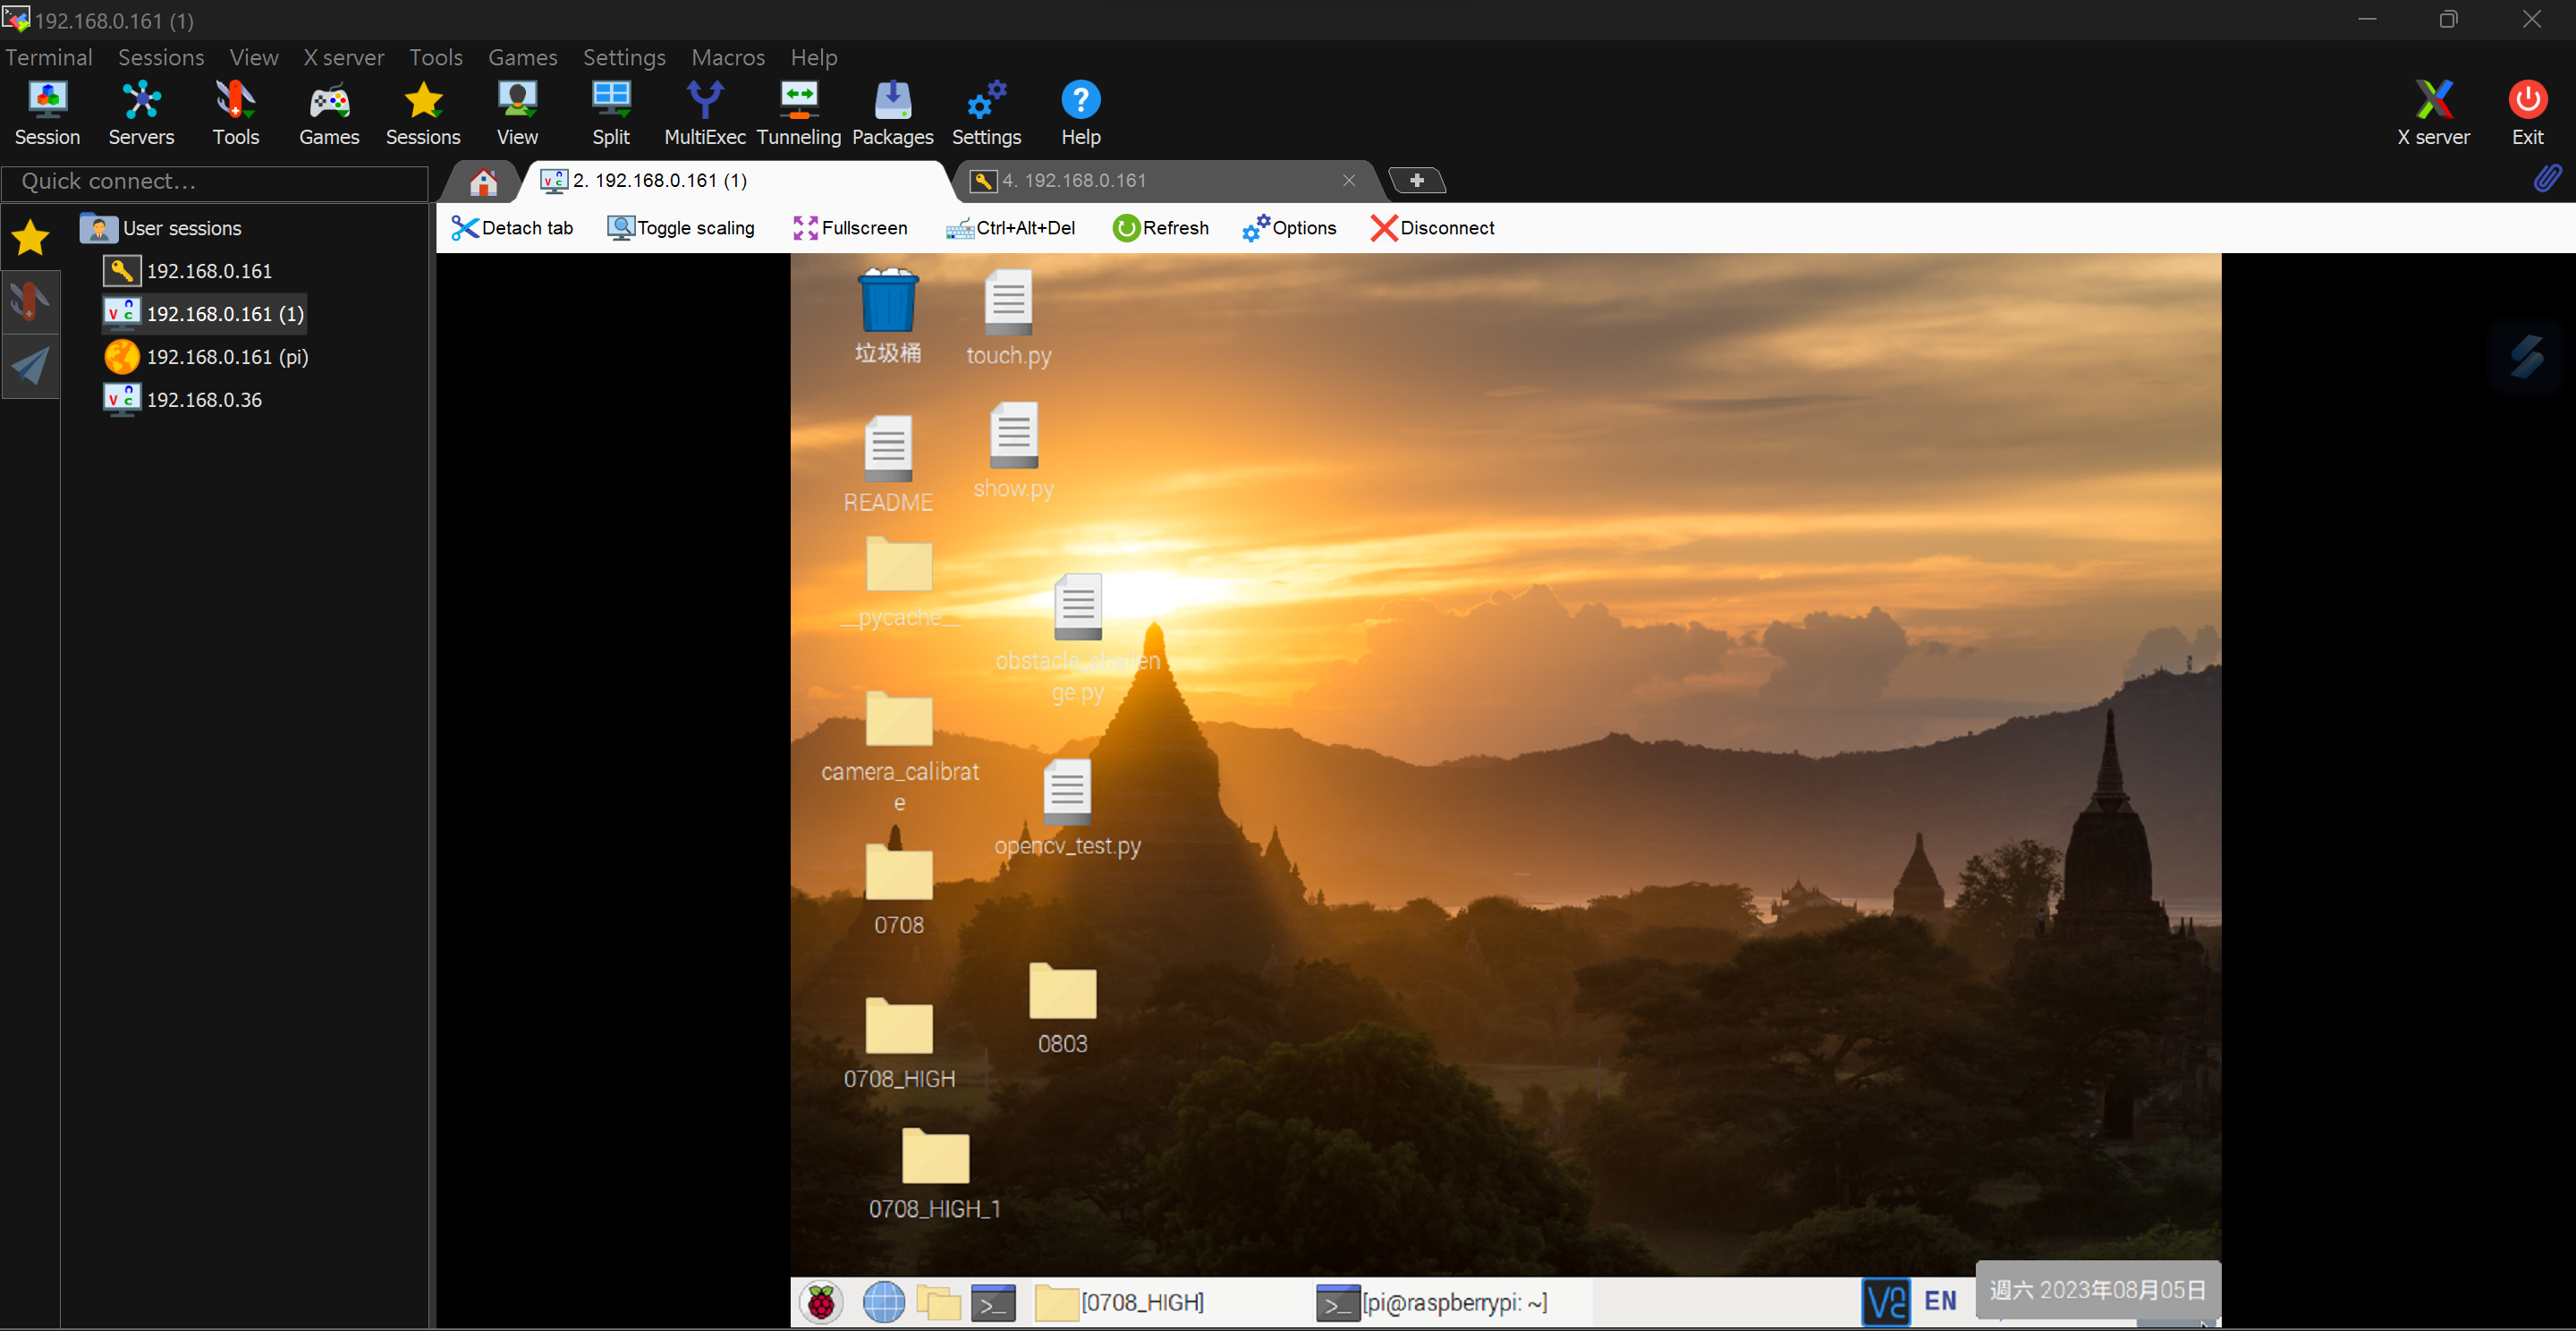 192.168.0.161 (1)
Terminal Sessions View X server Tools Games Settings Macros Help
Session Servers Tools Games Sessions View Split MultiExec Tunneling Packages Settings Help X server Exit
Quick connect...
2. 192.168.0.161 (1)
4. 192.168.0.161
Detach tab Toggle scaling Fullscreen Ctrl+Alt+Del Refresh Options Disconnect
User sessions
192.168.0.161
192.168.0.161 (1)
192.168.0.161 (pi)
192.168.0.36
垃圾桶
touch.py
README
show.py
__pycache__
obstacle_challen
ge.py
camera_calibrat
e
opencv_test.py
0708
0803
0708_HIGH
0708_HIGH_1
[0708_HIGH]
[pi@raspberrypi: ~]
EN
週六 2023年08月05日